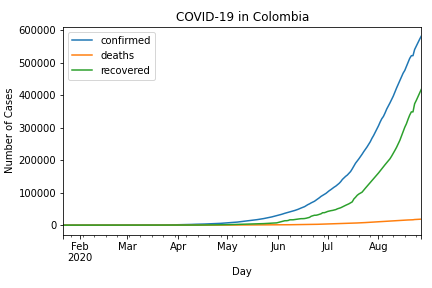 COVID-19 in Colombia
confirmed
deaths
recovered
Number of Cases
600000
500000
400000
300000
200000
100000
0
Feb Mar Apr May Jun Jul Aug
2020
Day